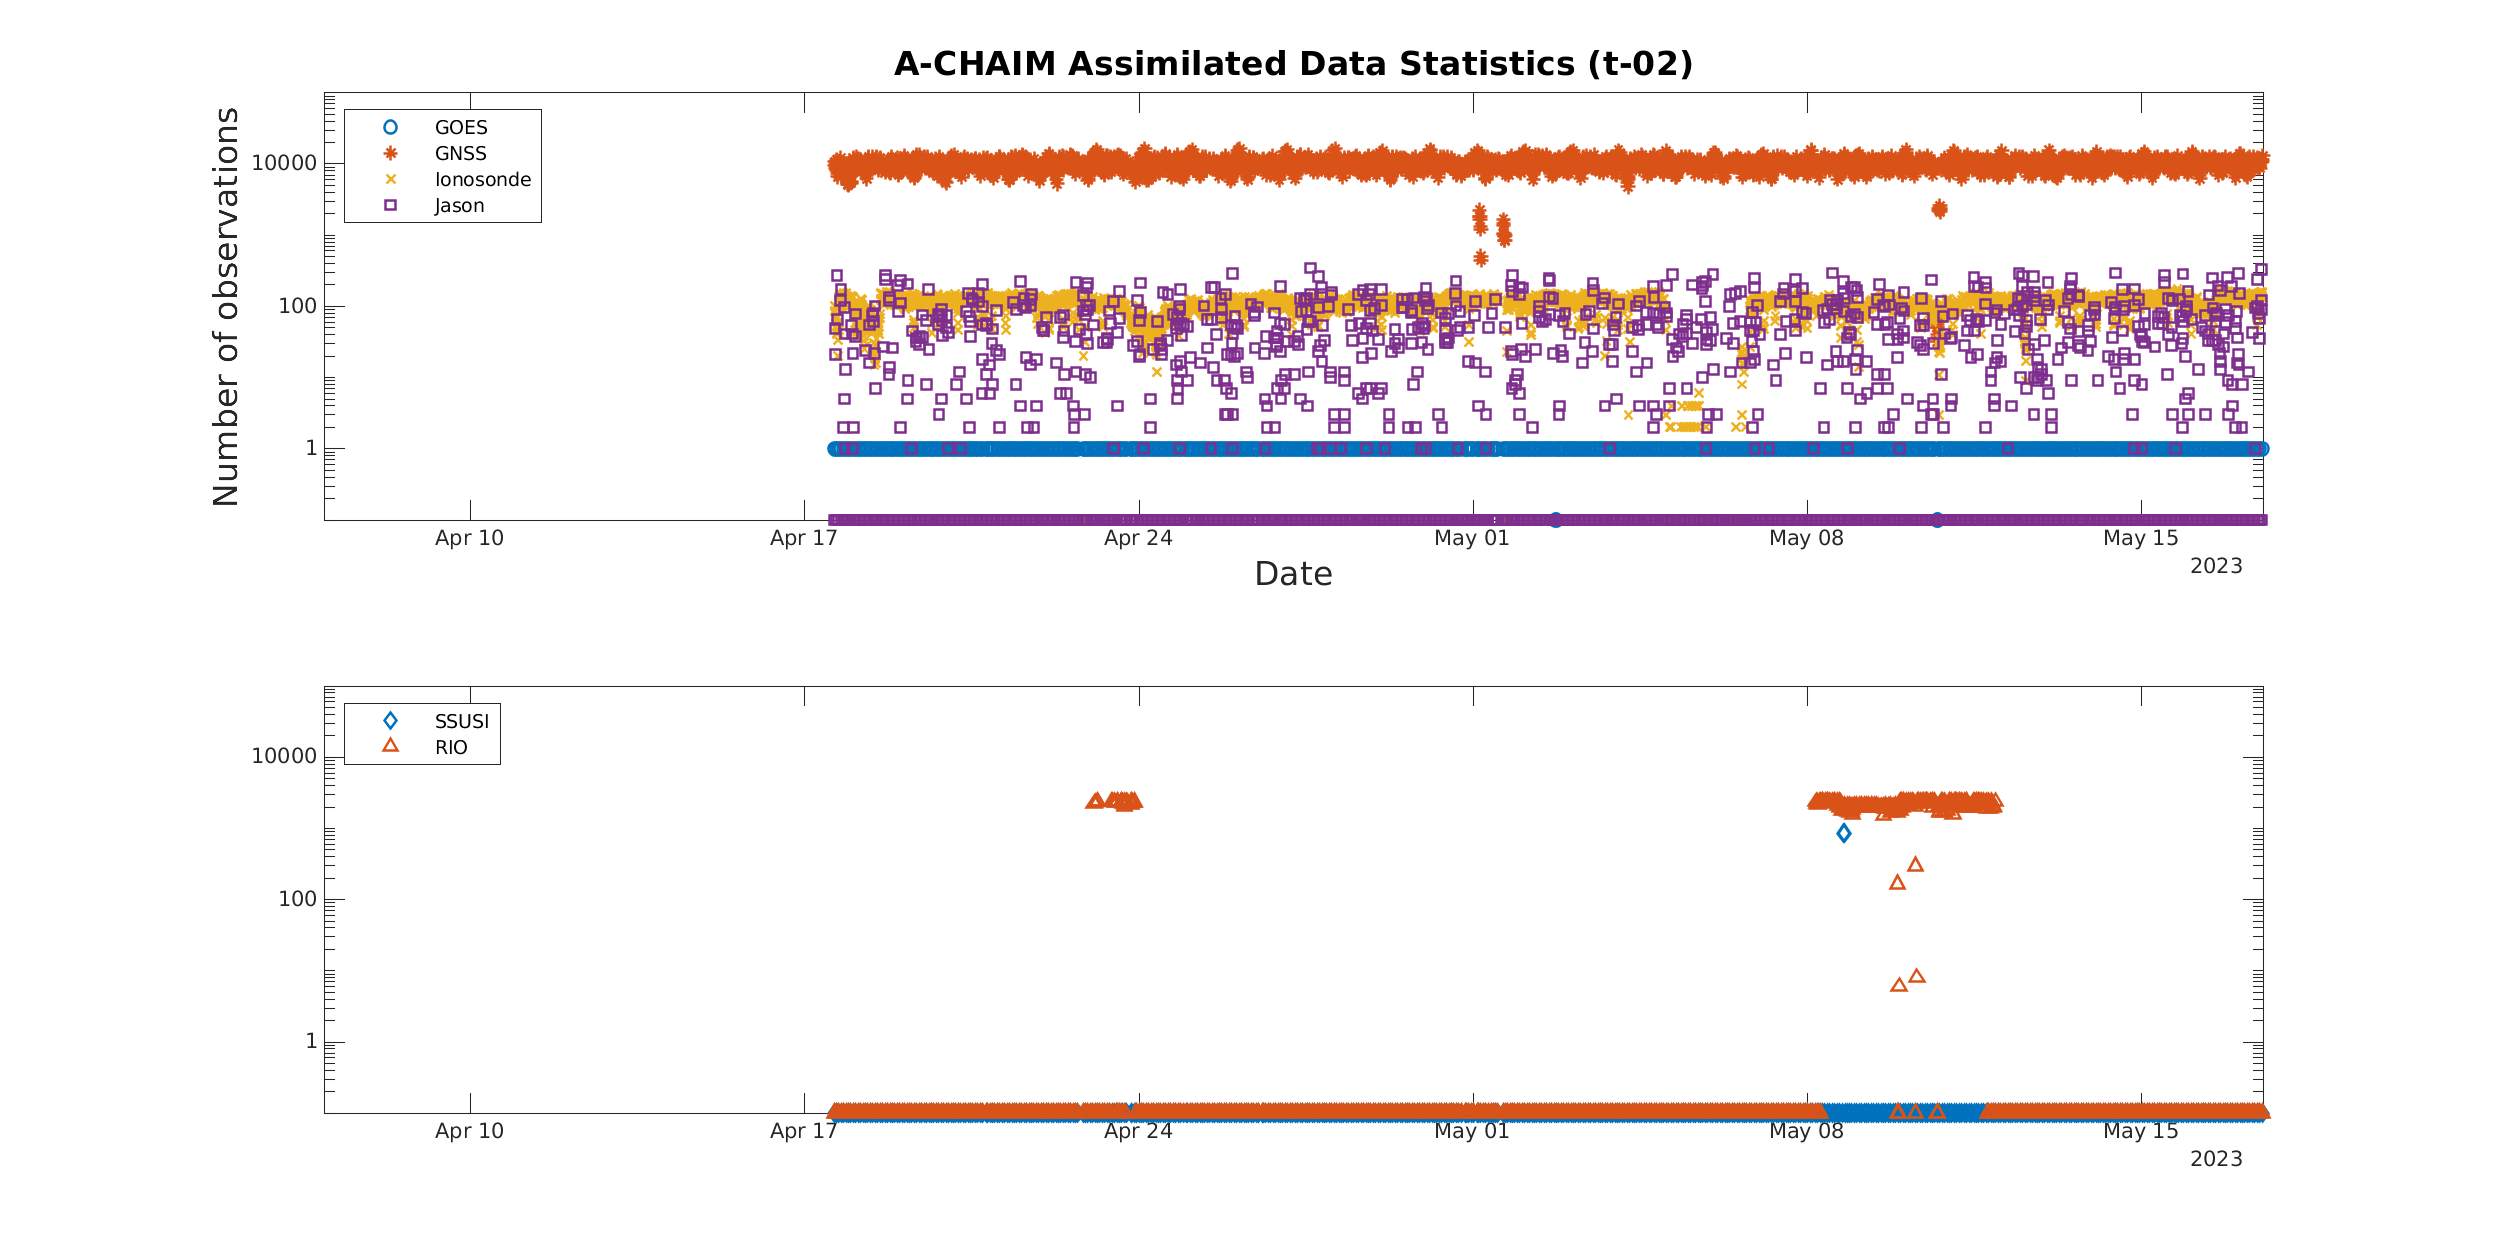 A-CHAIM Assimilated Data Statistics (t-02)
Number of observations
GOES
GNSS
Ionosonde
Jason
10000
100
1
Apr 10 Apr 17 Apr 24 May 01 May 08 May 15
2023
Date
SSUSI
RIO
10000
100
1
Apr 10 Apr 17 Apr 24 May 01 May 08 May 15
2023